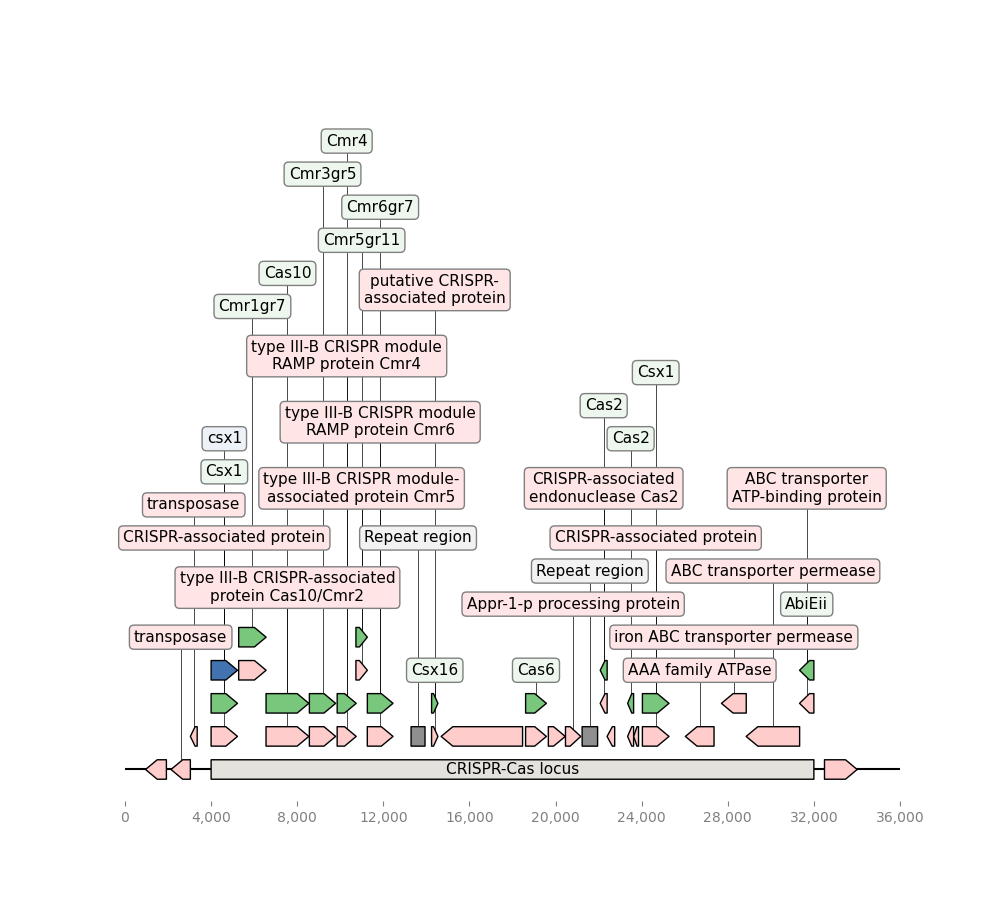 Cmr4
Cmr3gr5
Cmr6gr7
Cmr5gr11
Cas10
putative CRISPR-
associated protein
Cmr1gr7
type III-B CRISPR module
RAMP protein Cmr4
Csx1
Cas2
type III-B CRISPR module
RAMP protein Cmr6
csx1
Cas2
Csx1
type III-B CRISPR module-
associated protein Cmr5
CRISPR-associated
endonuclease Cas2
ABC transporter
ATP-binding protein
transposase
CRISPR-associated protein
Repeat region
CRISPR-associated protein
type III-B CRISPR-associated
protein Cas10/Cmr2
Repeat region
ABC transporter permease
Appr-1-p processing protein
AbiEii
transposase
iron ABC transporter permease
Csx16
Cas6
AAA family ATPase
CRISPR-Cas locus
0
4,000
8,000
12,000
16,000
20,000
24,000
28,000
32,000
36,000